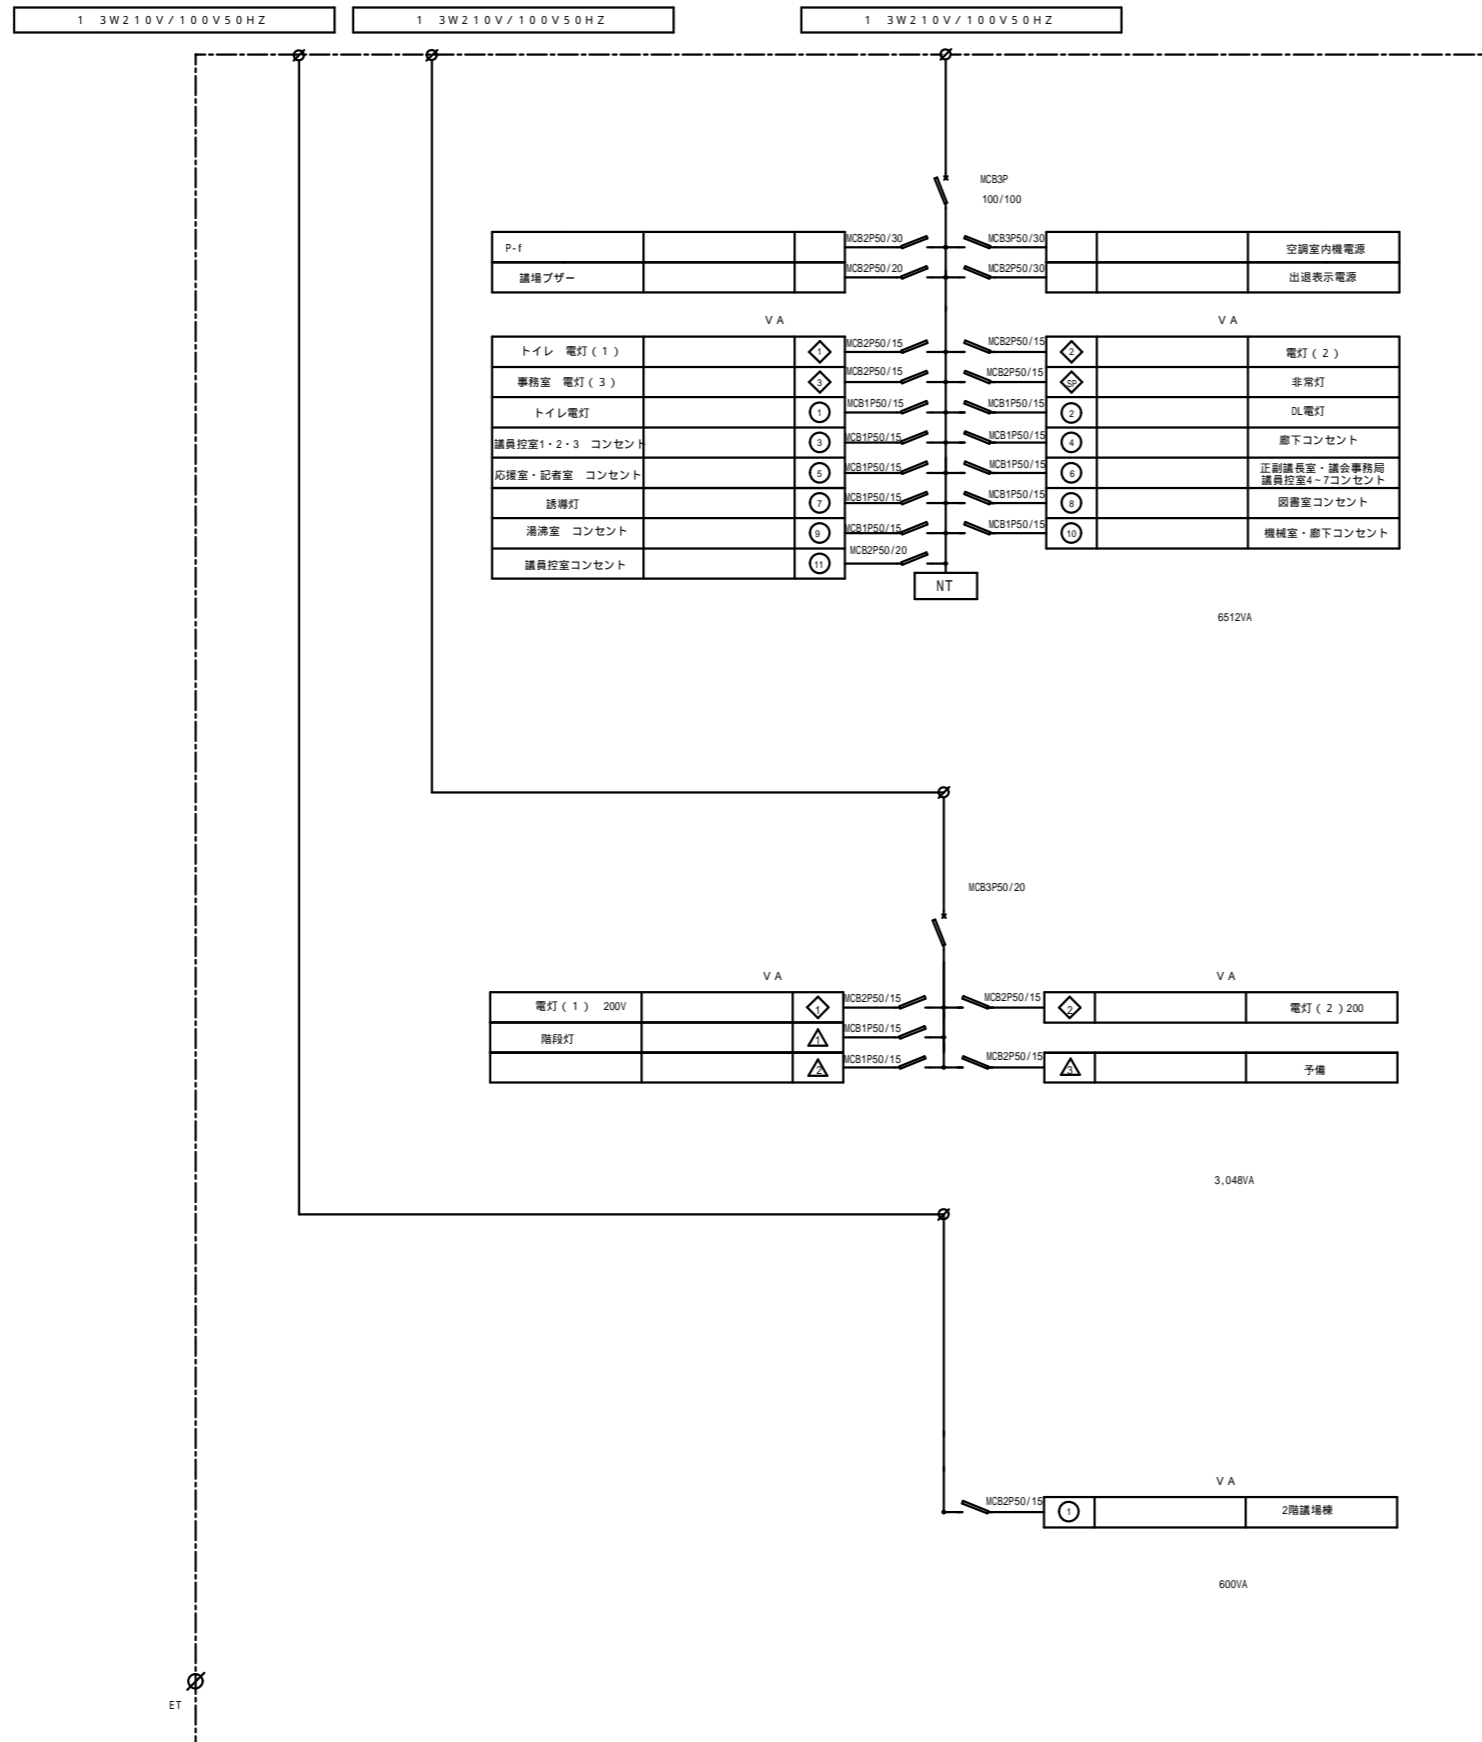 1 3W210V/100V50HZ
1 3W210V/100V50HZ
1 3W210V/100V50HZ
MCB3P
100/100
P-f MCB2P50/30 MCB3P50/30 空調室内機電源
議場ブザー MCB2P50/20 MCB2P50/30 出退表示電源
VA VA
トイレ 電灯(1) 1 MCB2P50/15 MCB2P50/15 2 電灯(2)
事務室 電灯(3) 3 MCB2P50/15 MCB2P50/15 SP 非常灯
トイレ電灯 1 MCB1P50/15 MCB1P50/15 2 DL電灯
議員控室1・2・3 コンセント 3 MCB1P50/15 MCB1P50/15 4 廊下コンセント
応援室・記者室 コンセント 5 MCB1P50/15 MCB1P50/15 6 正副議長室・議会事務局
議員控室4~7コンセント
誘導灯 7 MCB1P50/15 MCB1P50/15 8 図書室コンセント
湯沸室 コンセント 9 MCB1P50/15 MCB1P50/15 10 機械室・廊下コンセント
議員控室コンセント 11 MCB2P50/20
NT
6512VA
MCB3P50/20
VA VA
電灯(1) 200V 1 MCB2P50/15 MCB2P50/15 2 電灯(2)200
階段灯 1 MCB1P50/15
2 MCB1P50/15 MCB2P50/15 3 予備
3,048VA
VA
MCB2P50/15 1 2階議場棟
600VA
ET